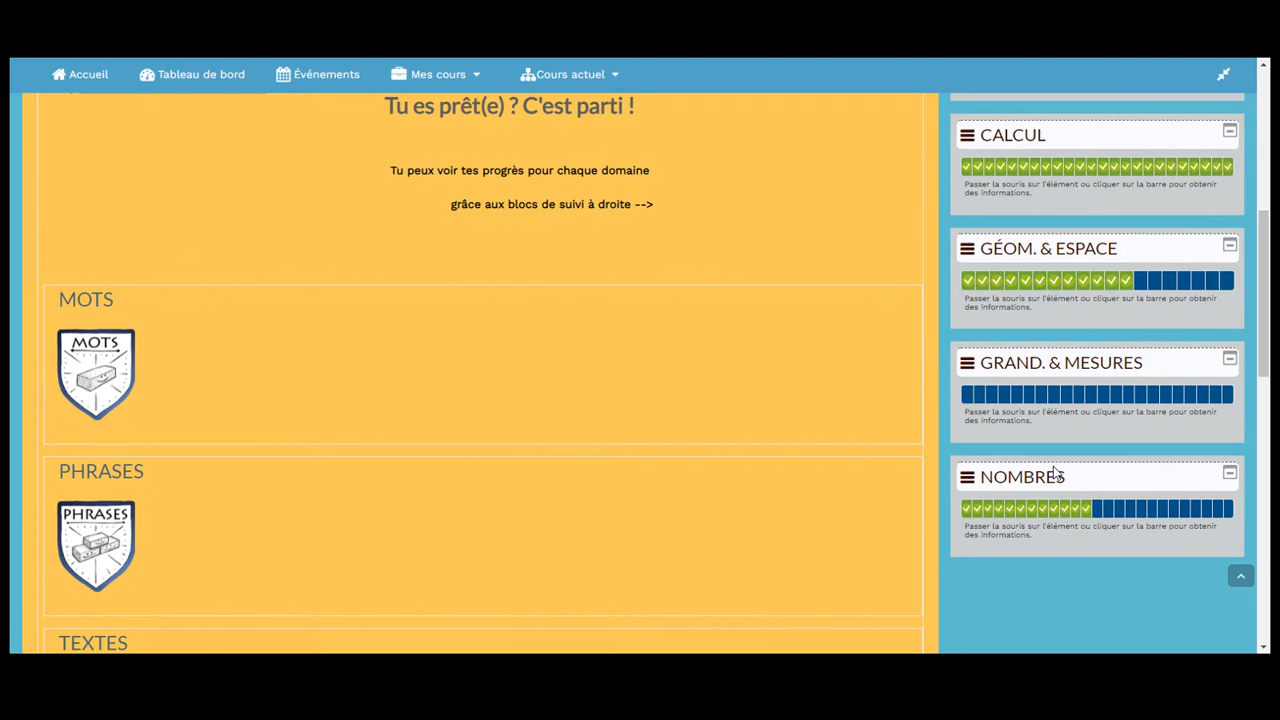 Accueil
Tableau de bord
Événements
Mes cours
Cours actuel
Tu es prêt(e) ? C'est parti !
Tu peux voir tes progrès pour chaque domaine
grâce aux blocs de suivi à droite -->
MOTS
MOTS
PHRASES
PHRASES
TEXTES
CALCUL
Passer la souris sur l'élément ou cliquer sur la barre pour obtenir
des informations.
GÉOM. & ESPACE
Passer la souris sur l'élément ou cliquer sur la barre pour obtenir
des informations.
GRAND. & MESURES
Passer la souris sur l'élément ou cliquer sur la barre pour obtenir
des informations.
NOMBRES
Passer la souris sur l'élément ou cliquer sur la barre pour obtenir
des informations.